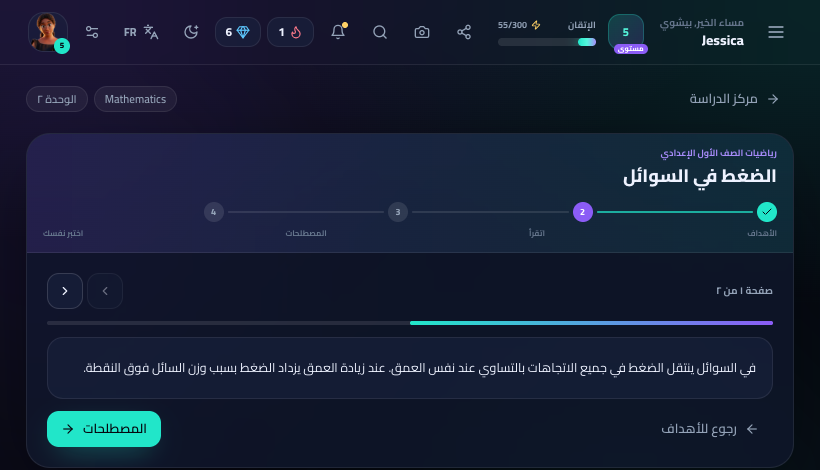 مساء الخير, بيشوي
Jessica
5
مستوى
الإتقان
55/300
1
6
FR
5
مركز الدراسة
Mathematics
الوحدة ٢
رياضيات الصف الأول الإعدادي
الضغط في السوائل
2
3
4
الأهداف
اتقرأ
المصطلحات
اختبر نفسك
صفحة ١ من ٢
في السوائل ينتقل الضغط في جميع الاتجاهات بالتساوي عند نفس العمق. عند زيادة العمق يزداد الضغط بسبب وزن السائل فوق النقطة.
رجوع للأهداف
المصطلحات